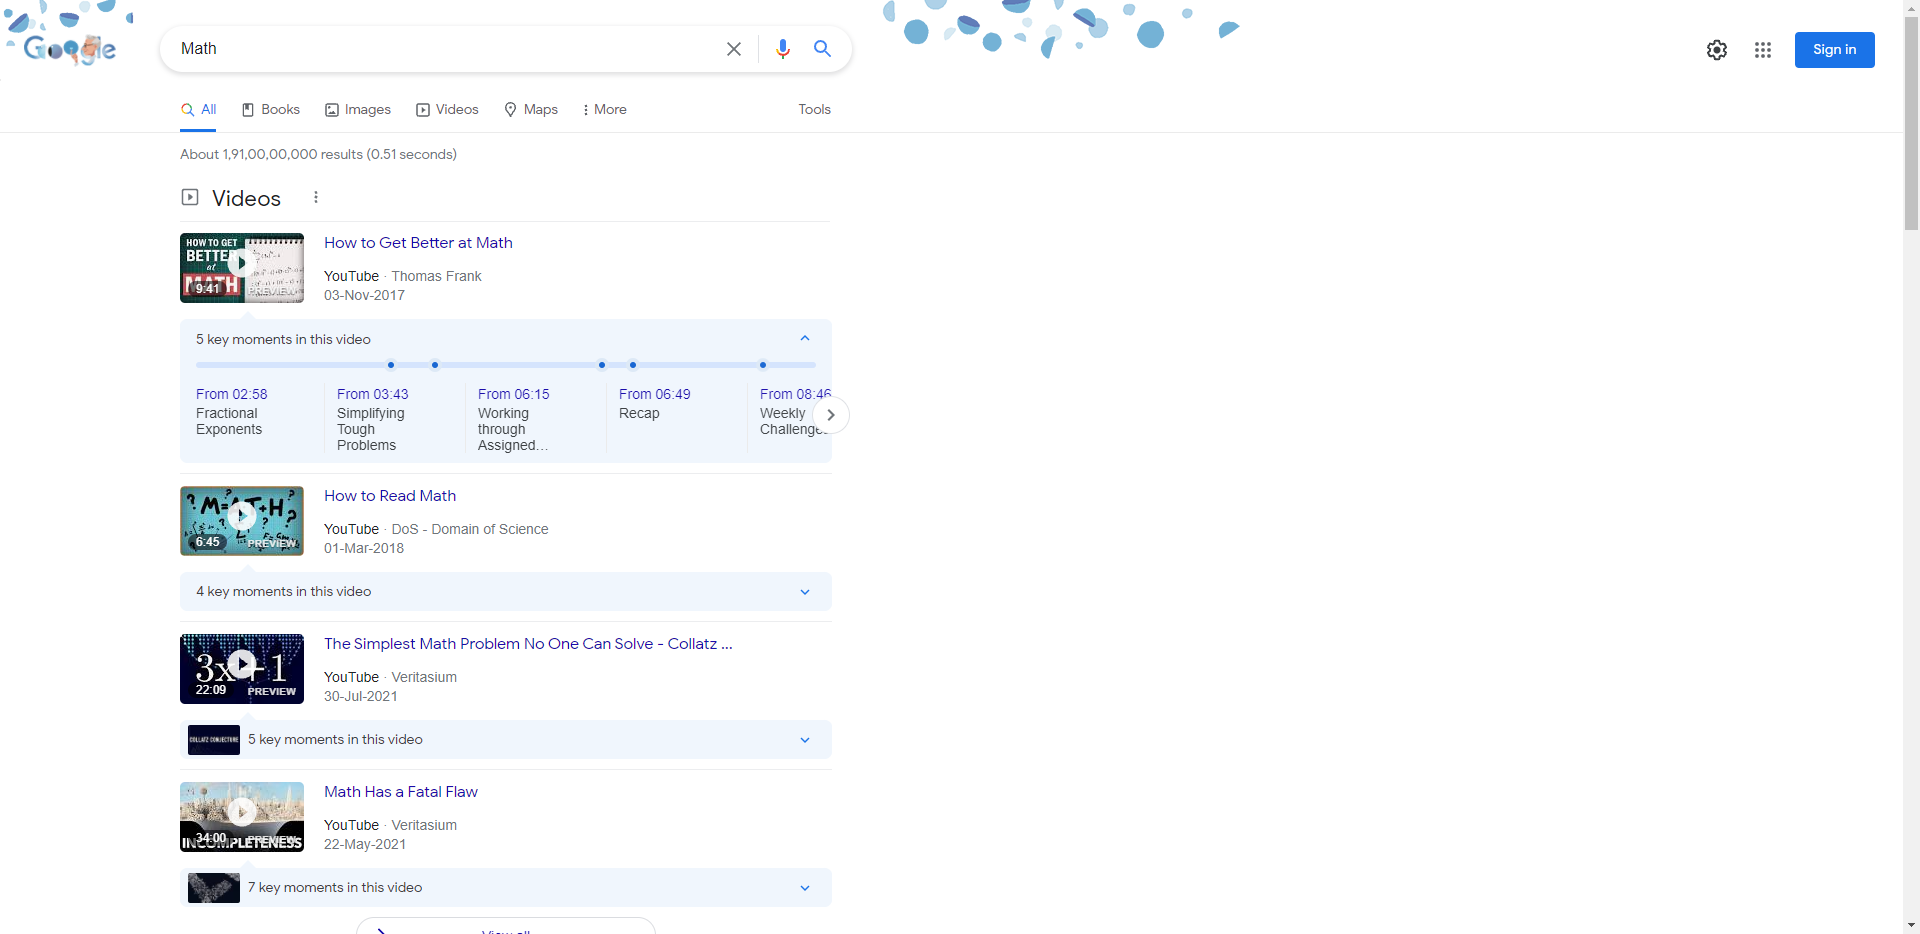 Google
Math
Sign in
All
Books
Images
Videos
Maps
More
Tools
About 1,91,00,00,000 results (0.51 seconds)
Videos
HOW TO GET
BETTER
at
MATH
9:41
PREVIEW
How to Get Better at Math
YouTube · Thomas Frank
03-Nov-2017
5 key moments in this video
From 02:58
Fractional
Exponents
From 03:43
Simplifying
Tough
Problems
From 06:15
Working
through
Assigned...
From 06:49
Recap
From 08:46
Weekly
Challenge
6:45
PREVIEW
How to Read Math
YouTube · DoS - Domain of Science
01-Mar-2018
4 key moments in this video
3x+1
22:09
PREVIEW
The Simplest Math Problem No One Can Solve - Collatz ...
YouTube · Veritasium
30-Jul-2021
COLLATZ CONJECTURE
5 key moments in this video
34:00
PREVIEW
INCOMPLETENESS
Math Has a Fatal Flaw
YouTube · Veritasium
22-May-2021
7 key moments in this video
View all